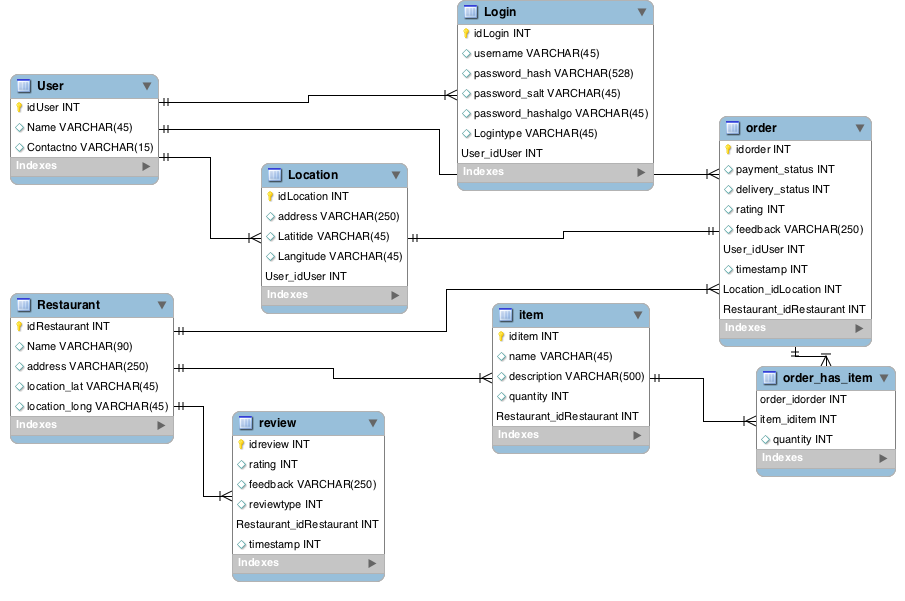 Login
idLogin INT
username VARCHAR(45)
password_hash VARCHAR(528)
password_salt VARCHAR(45)
password_hashalgo VARCHAR(45)
Logintype VARCHAR(45)
User_idUser INT
Indexes
User
idUser INT
Name VARCHAR(45)
Contactno VARCHAR(15)
Indexes
order
idorder INT
payment_status INT
delivery_status INT
rating INT
feedback VARCHAR(250)
User_idUser INT
timestamp INT
Location_idLocation INT
Restaurant_idRestaurant INT
Indexes
Location
idLocation INT
address VARCHAR(250)
Latitide VARCHAR(45)
Langitude VARCHAR(45)
User_idUser INT
Indexes
Restaurant
idRestaurant INT
Name VARCHAR(90)
address VARCHAR(250)
location_lat VARCHAR(45)
location_long VARCHAR(45)
Indexes
item
iditem INT
name VARCHAR(45)
description VARCHAR(500)
quantity INT
Restaurant_idRestaurant INT
Indexes
order_has_item
order_idorder INT
item_iditem INT
quantity INT
Indexes
review
idreview INT
rating INT
feedback VARCHAR(250)
reviewtype INT
Restaurant_idRestaurant INT
timestamp INT
Indexes